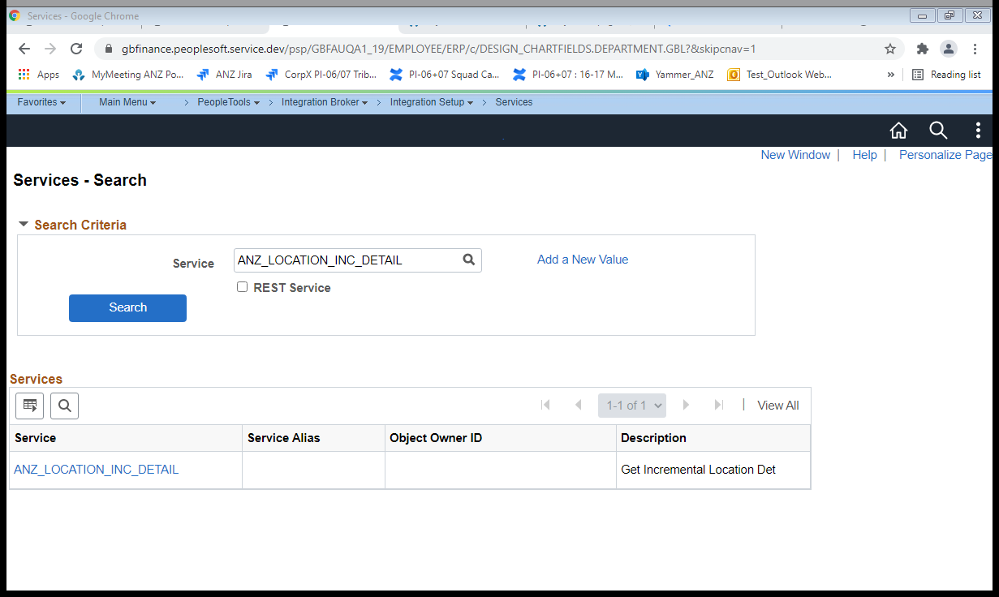 Services - Google Chrome
gbfinance.peoplesoft.service.dev/psp/GBFAUQA1_19/EMPLOYEE/ERP/c/DESIGN_CHARTFIELDS.DEPARTMENT.GBL?&skipcnav=1
Apps MyMeeting ANZ Po... ANZ Jira CorpX PI-06/07 Trib... PI-06+07 Squad Ca... PI-06+07 : 16-17 M... Yammer_ANZ Test_Outlook Web... » Reading list
Favorites Main Menu > PeopleTools > Integration Broker > Integration Setup > Services
New Window | Help | Personalize Page
Services - Search
Search Criteria
Service ANZ_LOCATION_INC_DETAIL Add a New Value
REST Service
Search
Services
1-1 of 1 | View All
Service Service Alias Object Owner ID Description
ANZ_LOCATION_INC_DETAIL Get Incremental Location Det